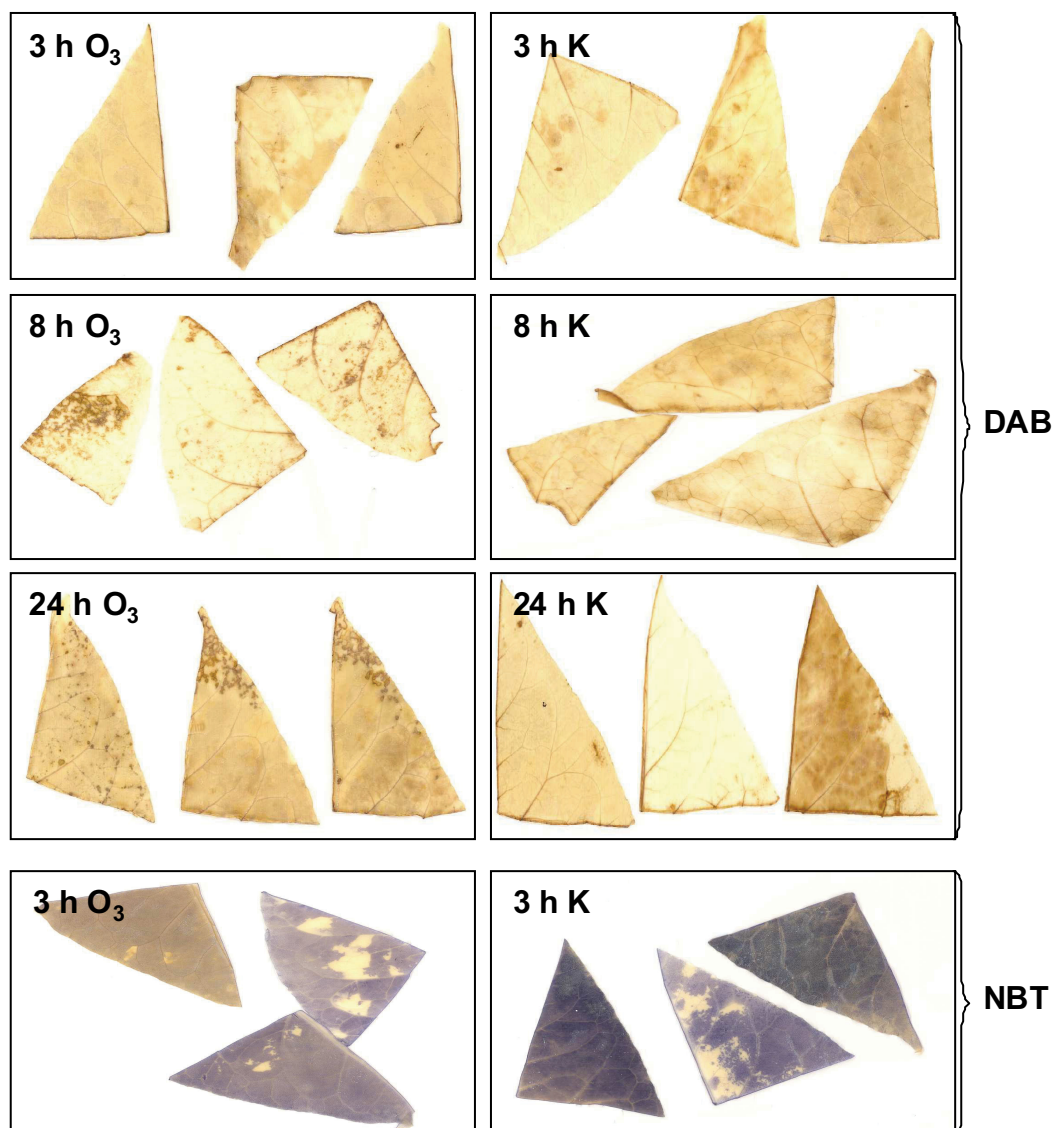 3 h O₃
3 h K
8 h O₃
8 h K
DAB
24 h O₃
24 h K
3 h O₃
3 h K
NBT